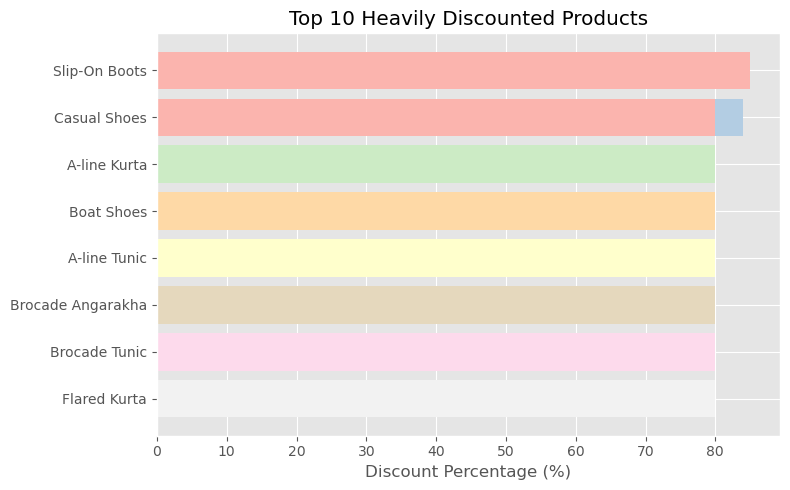 Top 10 Heavily Discounted Products
Slip-On Boots
Casual Shoes
A-line Kurta
Boat Shoes
A-line Tunic
Brocade Angarakha
Brocade Tunic
Flared Kurta
0 10 20 30 40 50 60 70 80
Discount Percentage (%)